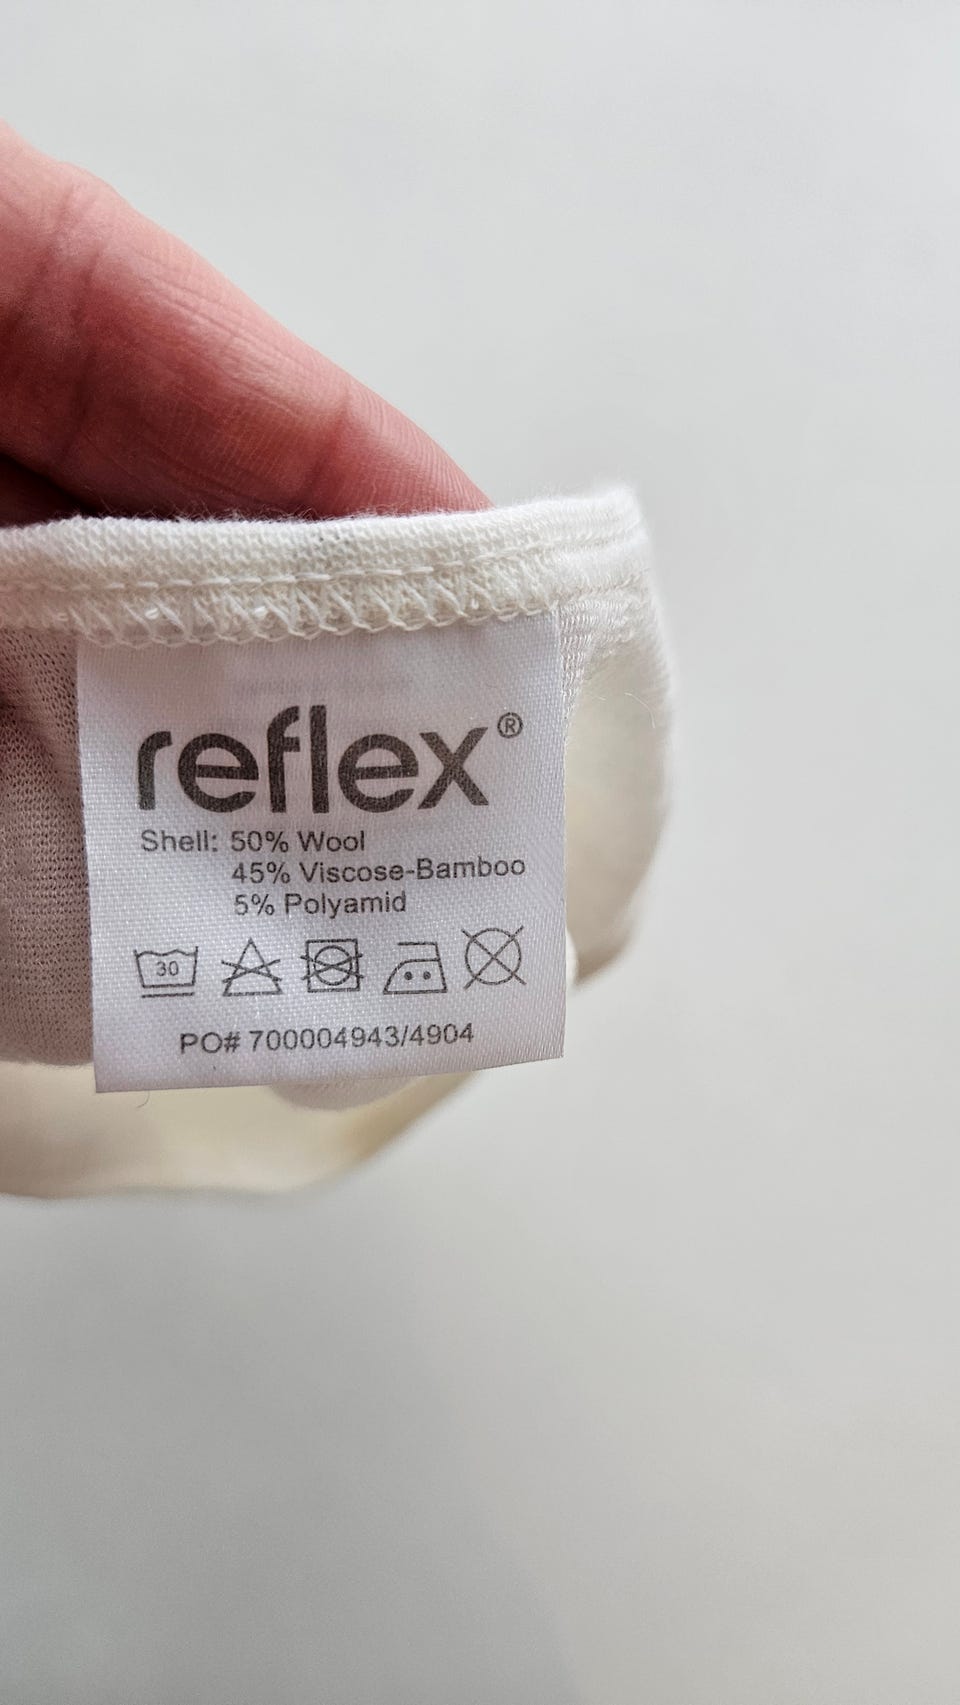 reflex®
Shell: 50% Wool
45% Viscose-Bamboo
5% Polyamid
30
PO# 700004943/4904